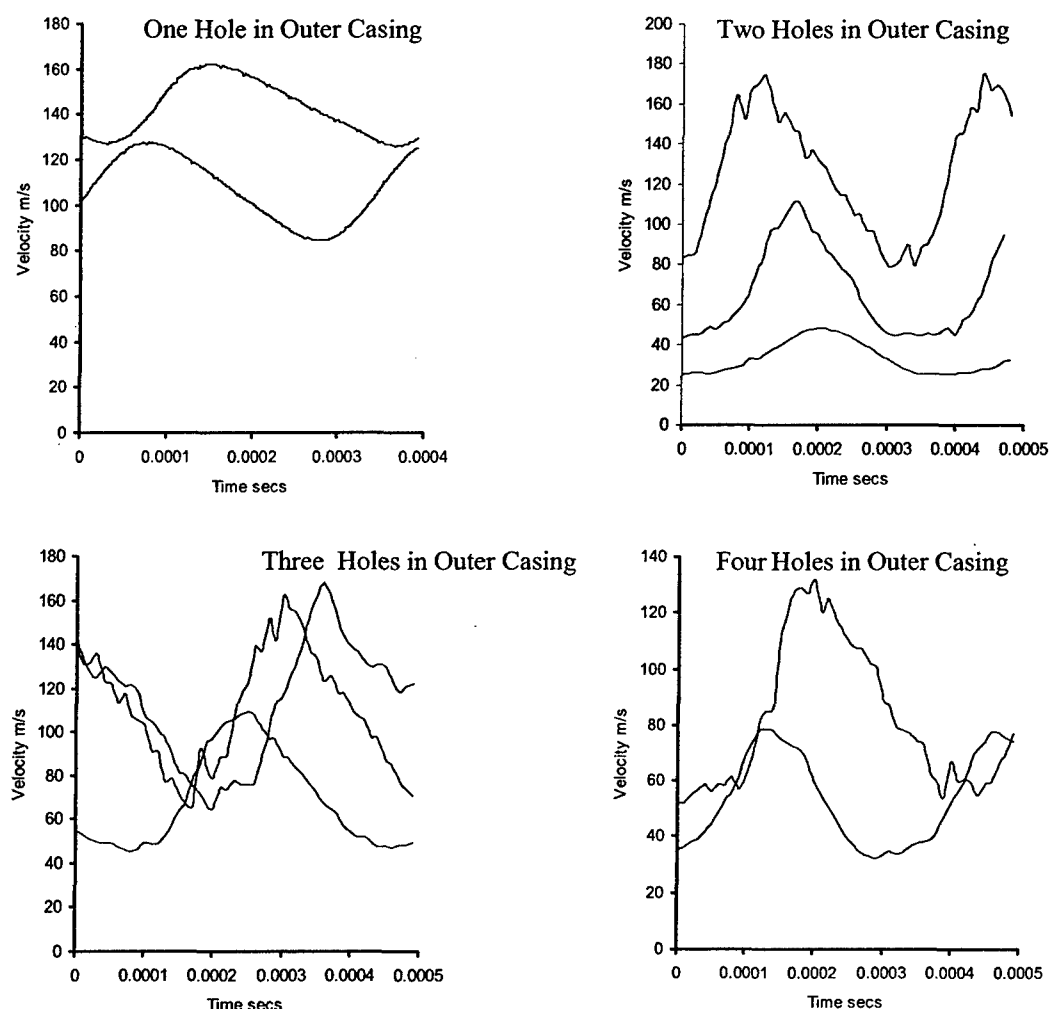 One Hole in Outer Casing
180
160
140
120
100
80
60
40
20
0
Velocity m/s
0 0.0001 0.0002 0.0003 0.0004
Time secs
Two Holes in Outer Casing
200
180
160
140
120
100
80
60
40
20
0
Velocity m/s
0 0.0001 0.0002 0.0003 0.0004 0.0005
Time secs
Three Holes in Outer Casing
180
160
140
120
100
80
60
40
20
0
Velocity m/s
0 0.0001 0.0002 0.0003 0.0004 0.0005
Time secs
Four Holes in Outer Casing
140
120
100
80
60
40
20
0
Velocity m/s
0 0.0001 0.0002 0.0003 0.0004 0.0005
Time secs